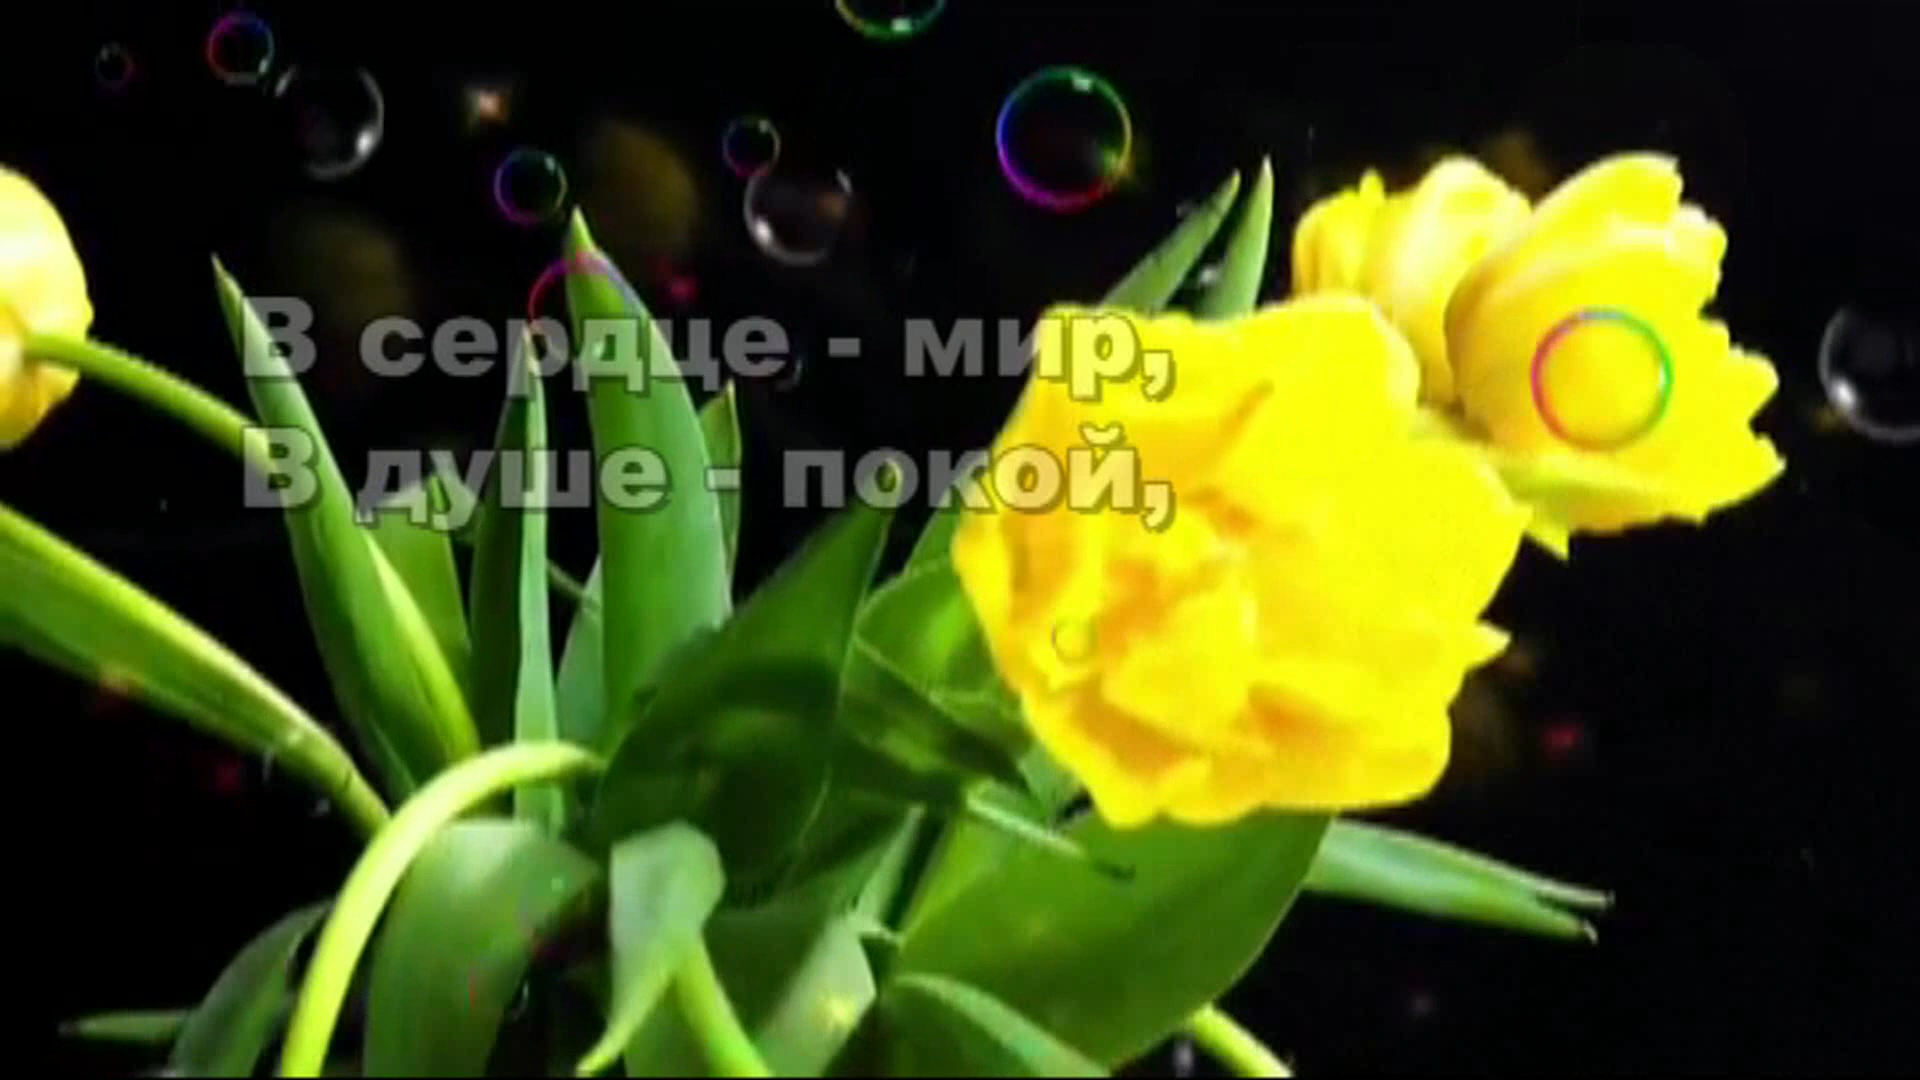 В сердце - мир,
В душе - покой,